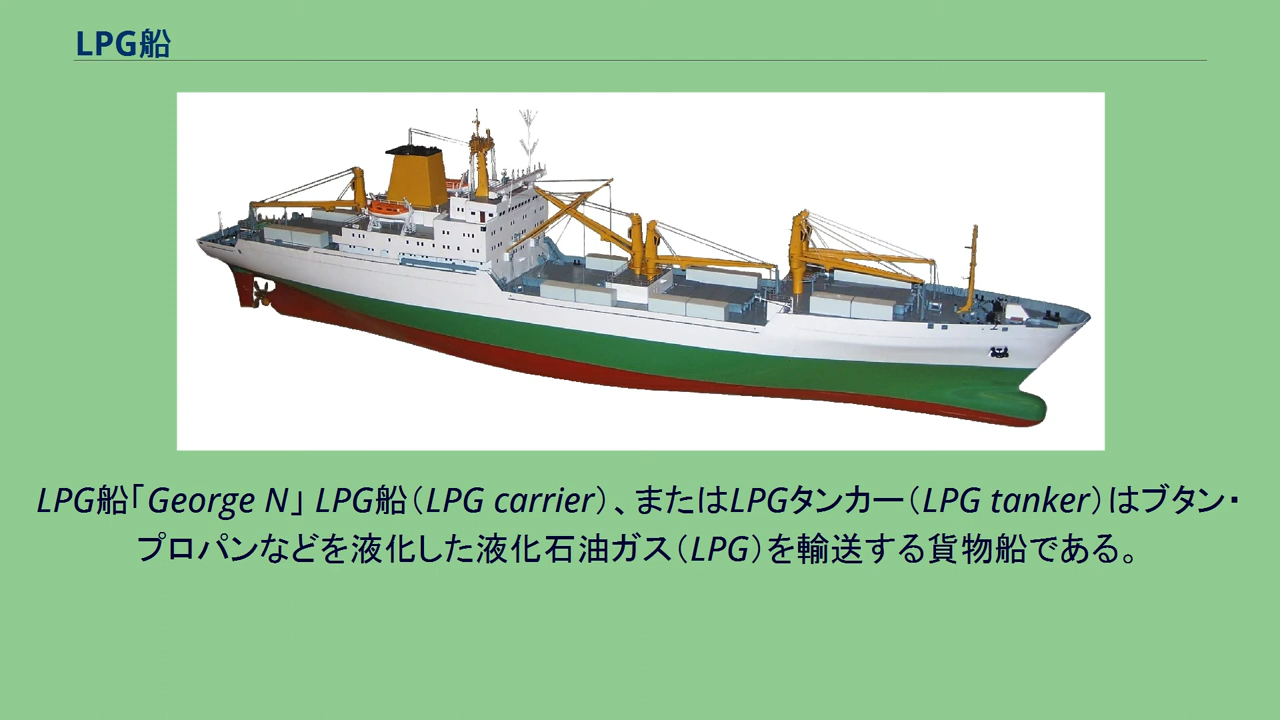 LPG船
LPG船「George N」 LPG船（LPG carrier）、またはLPGタンカー（LPG tanker）はブタン・
プロパンなどを液化した液化石油ガス（LPG）を輸送する貨物船である。